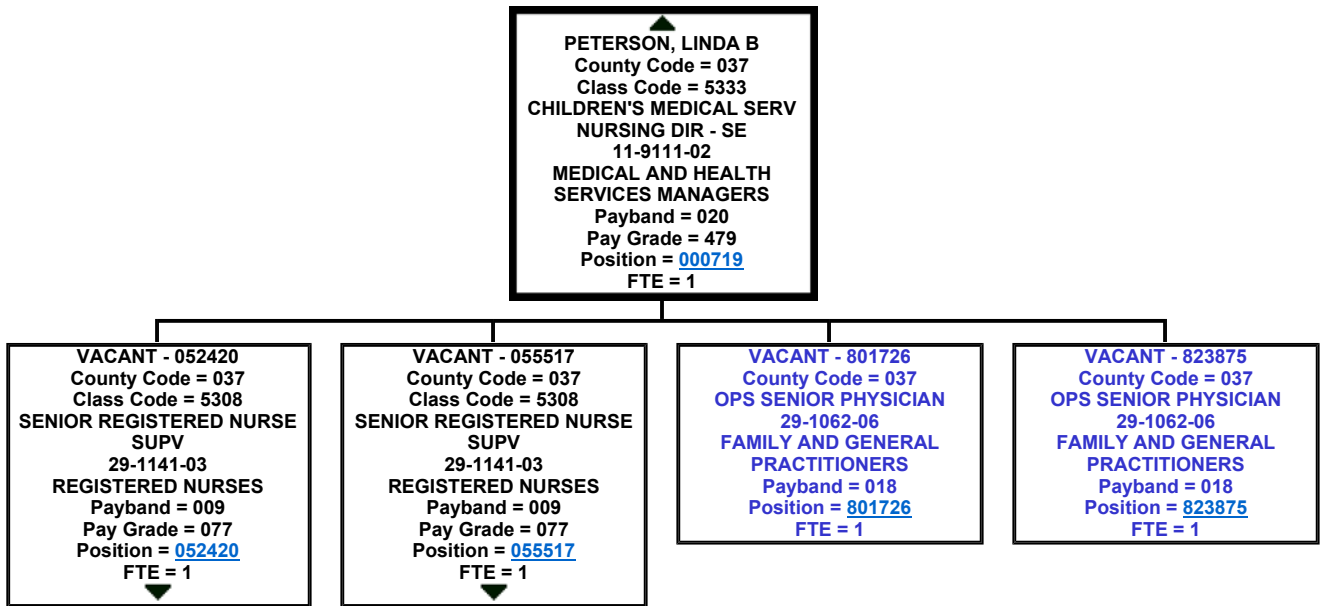 PETERSON, LINDA B
County Code = 037
Class Code = 5333
CHILDREN'S MEDICAL SERV
NURSING DIR - SE
11-9111-02
MEDICAL AND HEALTH
SERVICES MANAGERS
Payband = 020
Pay Grade = 479
Position = 000719
FTE = 1
VACANT - 052420
County Code = 037
Class Code = 5308
SENIOR REGISTERED NURSE
SUPV
29-1141-03
REGISTERED NURSES
Payband = 009
Pay Grade = 077
Position = 052420
FTE = 1
VACANT - 055517
County Code = 037
Class Code = 5308
SENIOR REGISTERED NURSE
SUPV
29-1141-03
REGISTERED NURSES
Payband = 009
Pay Grade = 077
Position = 055517
FTE = 1
VACANT - 801726
County Code = 037
OPS SENIOR PHYSICIAN
29-1062-06
FAMILY AND GENERAL
PRACTITIONERS
Payband = 018
Position = 801726
FTE = 1
VACANT - 823875
County Code = 037
OPS SENIOR PHYSICIAN
29-1062-06
FAMILY AND GENERAL
PRACTITIONERS
Payband = 018
Position = 823875
FTE = 1